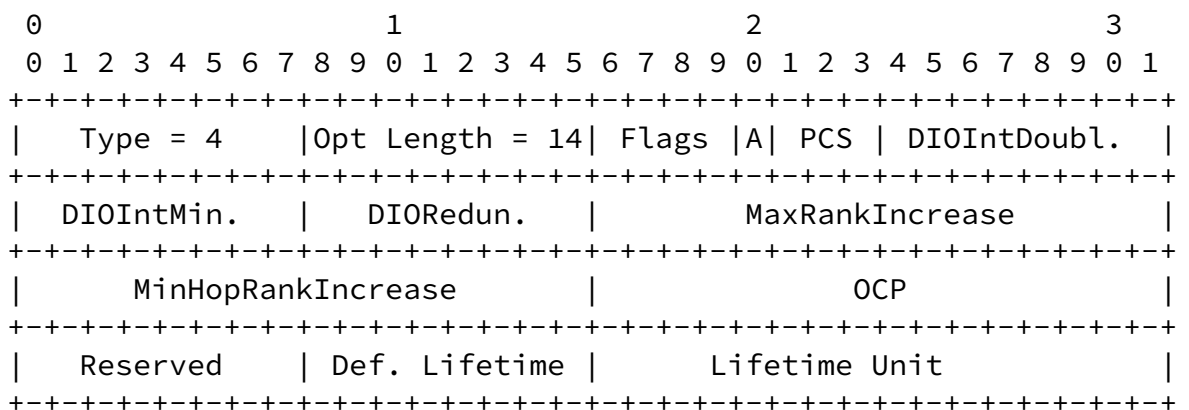 0                   1                   2                   3
 0 1 2 3 4 5 6 7 8 9 0 1 2 3 4 5 6 7 8 9 0 1 2 3 4 5 6 7 8 9 0 1
+-+-+-+-+-+-+-+-+-+-+-+-+-+-+-+-+-+-+-+-+-+-+-+-+-+-+-+-+-+-+-+-+
|   Type = 4    |Opt Length = 14| Flags |A| PCS | DIOIntDoubl.  |
+-+-+-+-+-+-+-+-+-+-+-+-+-+-+-+-+-+-+-+-+-+-+-+-+-+-+-+-+-+-+-+-+
|  DIOIntMin.   |   DIORedun.   |        MaxRankIncrease        |
+-+-+-+-+-+-+-+-+-+-+-+-+-+-+-+-+-+-+-+-+-+-+-+-+-+-+-+-+-+-+-+-+
|      MinHopRankIncrease       |              OCP              |
+-+-+-+-+-+-+-+-+-+-+-+-+-+-+-+-+-+-+-+-+-+-+-+-+-+-+-+-+-+-+-+-+
|   Reserved    | Def. Lifetime |      Lifetime Unit            |
+-+-+-+-+-+-+-+-+-+-+-+-+-+-+-+-+-+-+-+-+-+-+-+-+-+-+-+-+-+-+-+-+